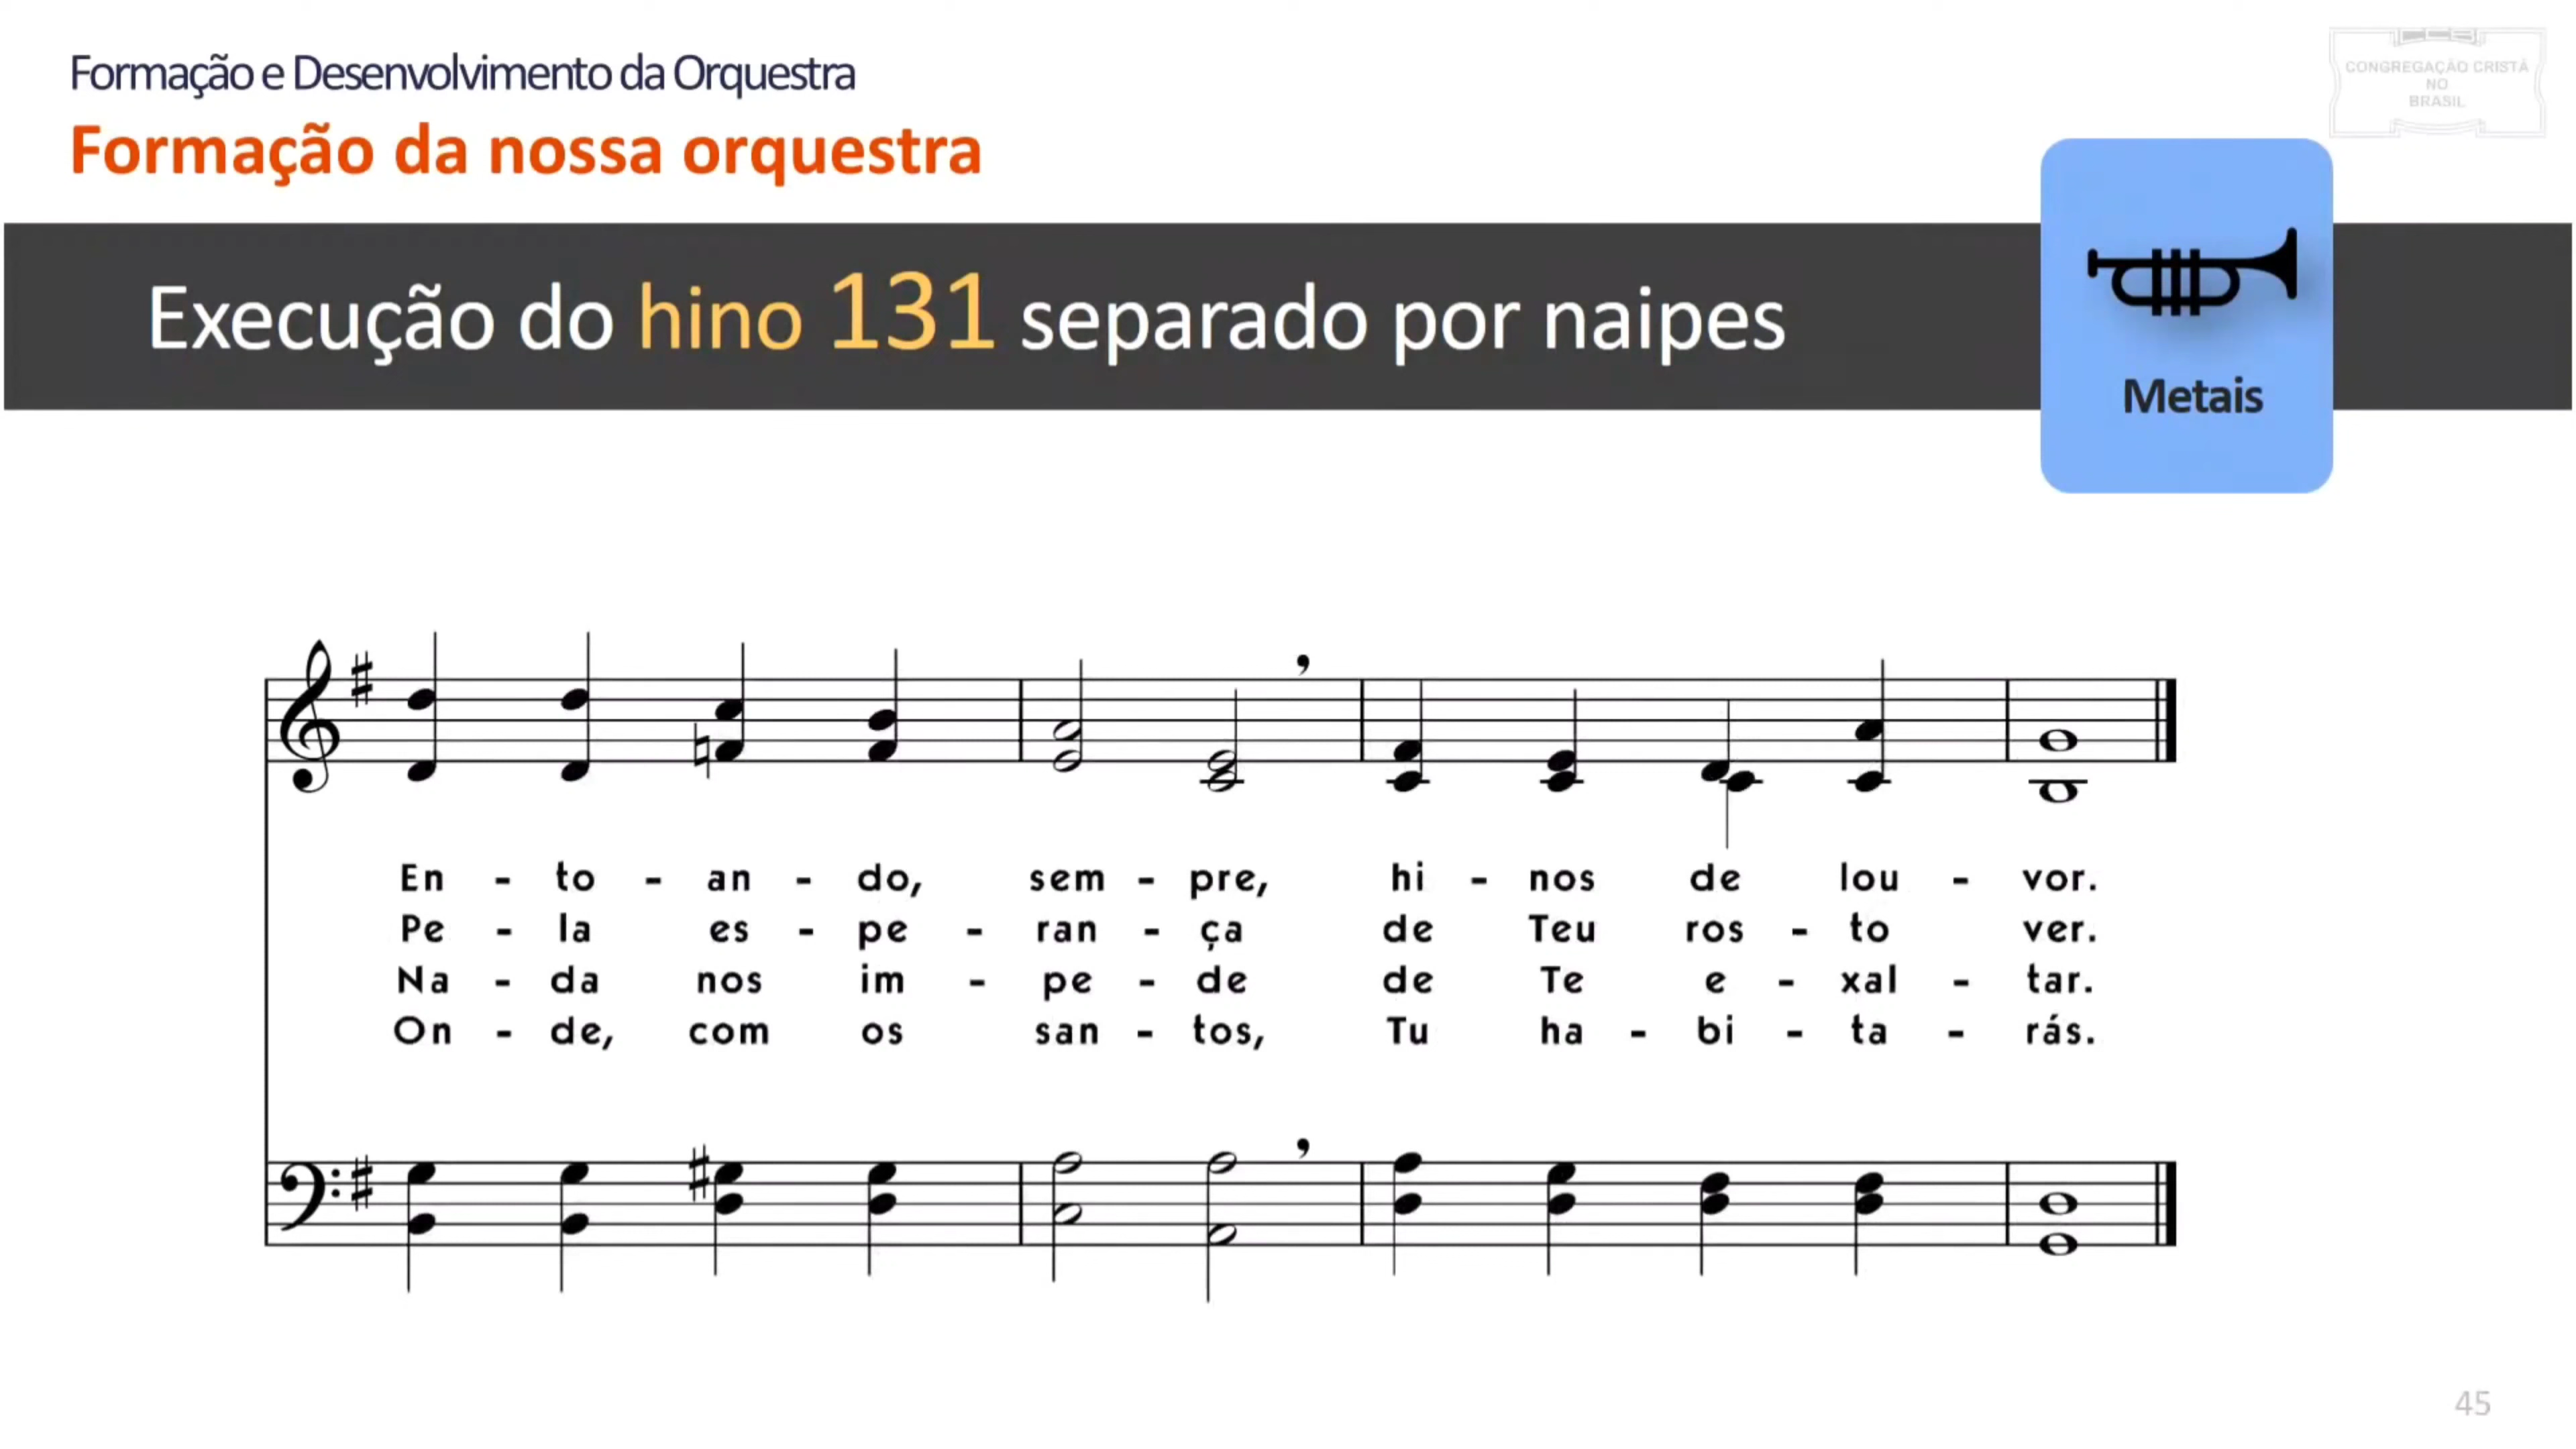 Formação e Desenvolvimento da Orquestra
CONGREGAÇÃO CRISTÃ
NO
BRASIL
Formação da nossa orquestra
Execução do hino 131 separado por naipes
Metais
En - to - an - do, sem - pre, hi - nos de lou - vor.
Pe - la es - pe - ran - ça de Teu ros - to ver.
Na - da nos im - pe - de de Te e - xal - tar.
On - de, com os san - tos, Tu ha - bi - ta - rás.
45